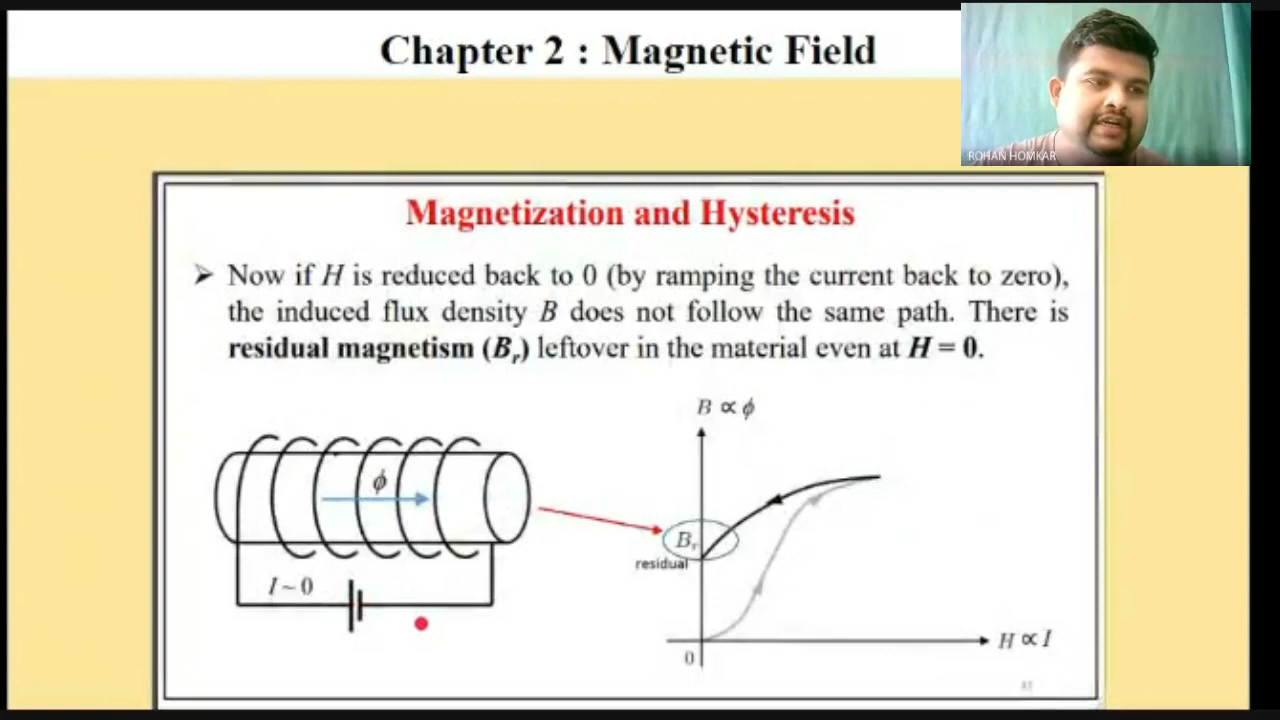 Chapter 2 : Magnetic Field
ROHAN HOMKAR
Magnetization and Hysteresis
➢ Now if H is reduced back to 0 (by ramping the current back to zero),
the induced flux density B does not follow the same path. There is
residual magnetism (Bᵣ) leftover in the material even at H = 0.
B ∝ ϕ
ϕ
Bᵣ
residual
I ~ 0
H ∝ I
0